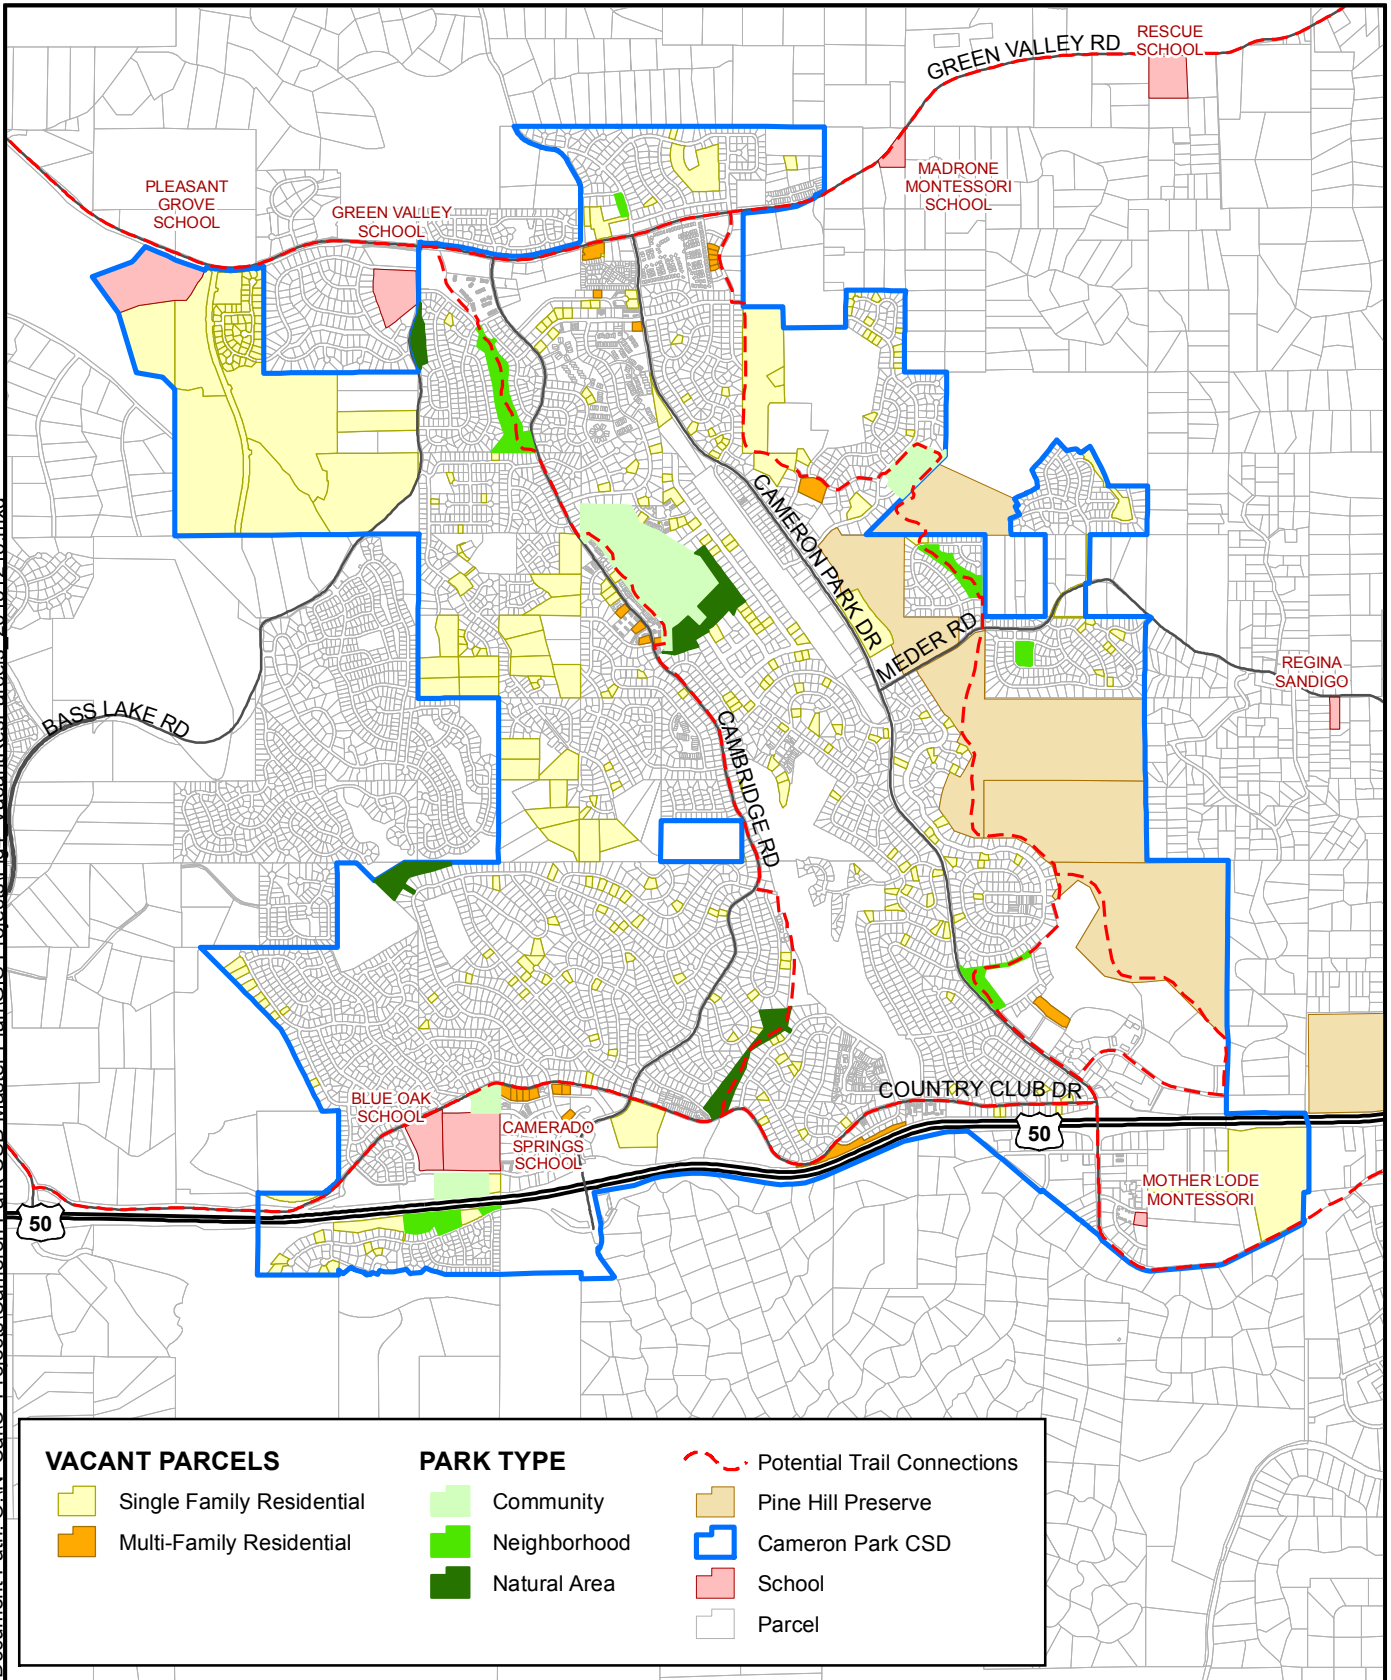 RESCUE
SCHOOL
GREEN VALLEY RD
MADRONE
MONTESSORI
SCHOOL
PLEASANT
GROVE
SCHOOL
GREEN VALLEY
SCHOOL
CAMERON PARK DR
MEDER RD
REGINA
SANDIGO
BASS LAKE RD
CAMBRIDGE RD
COUNTRY CLUB DR
BLUE OAK
SCHOOL
CAMERADO
SPRINGS
SCHOOL
50
MOTHER LODE
MONTESSORI
50
VACANT PARCELS
Single Family Residential
Multi-Family Residential
PARK TYPE
Community
Neighborhood
Natural Area
Potential Trail Connections
Pine Hill Preserve
Cameron Park CSD
School
Parcel